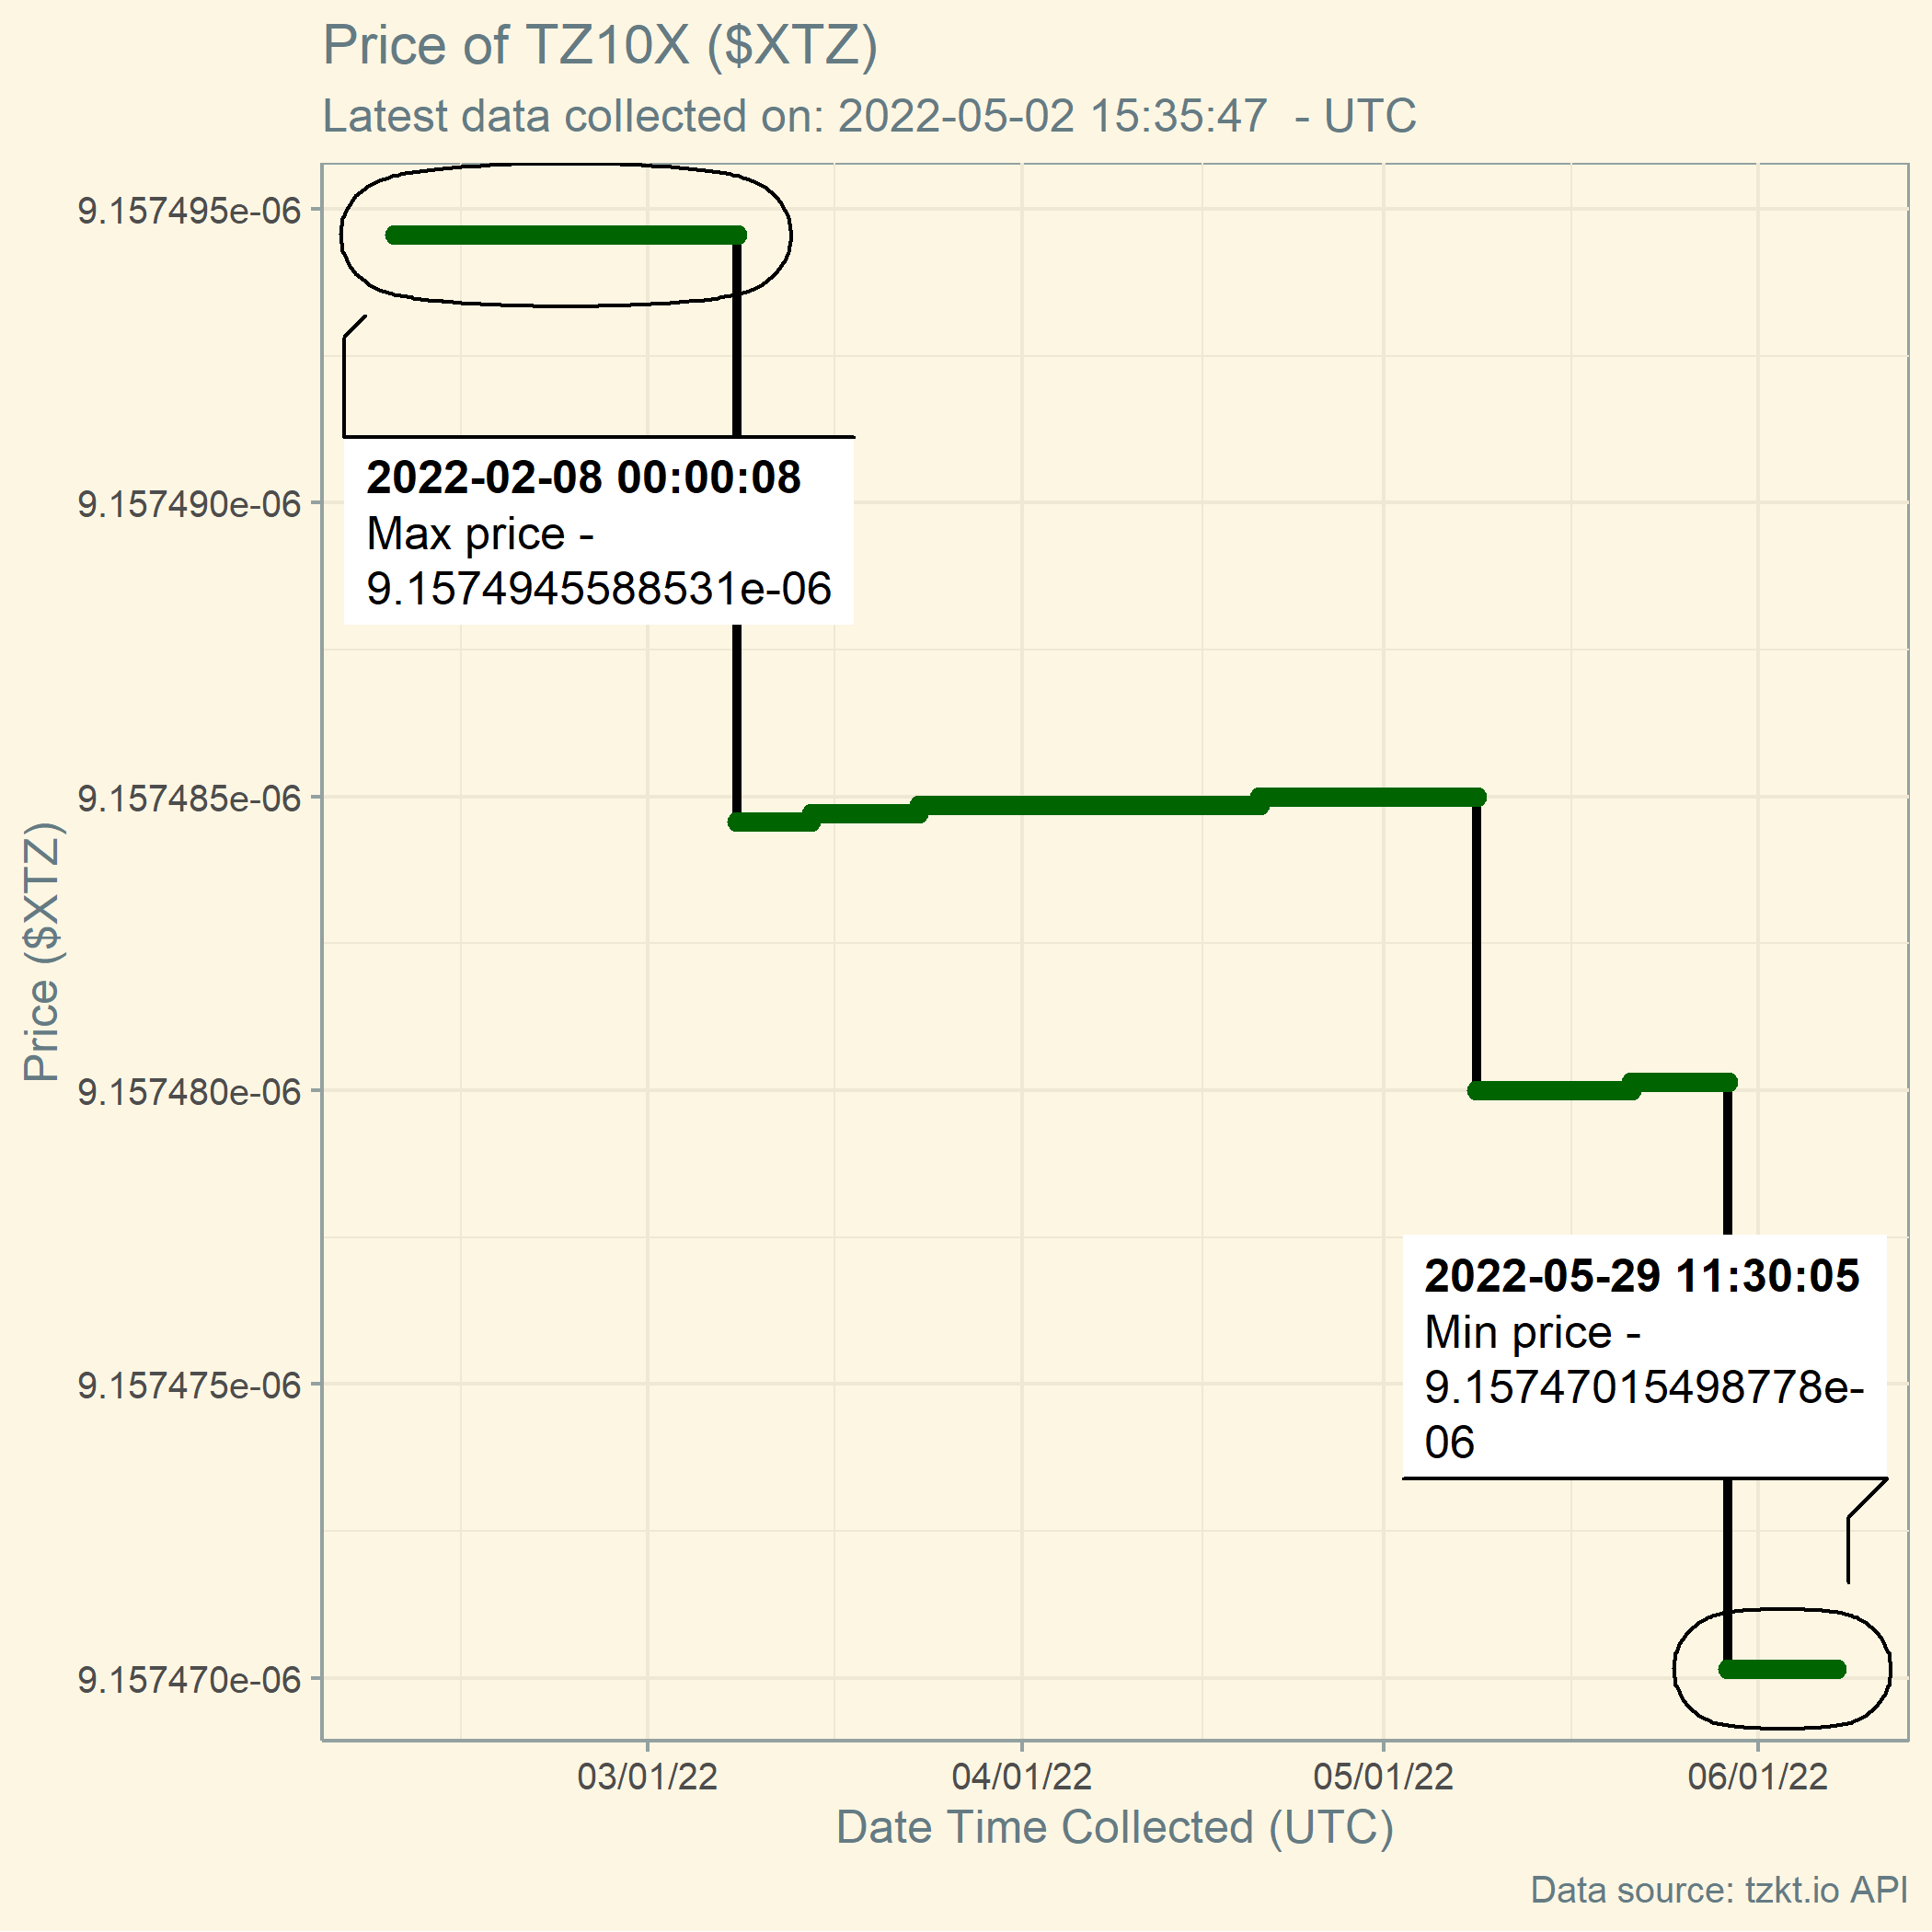 Price of TZ10X ($XTZ)
Latest data collected on: 2022-05-02 15:35:47  - UTC
9.157495e-06
9.157490e-06
9.157485e-06
9.157480e-06
9.157475e-06
9.157470e-06
Price ($XTZ)
2022-02-08 00:00:08
Max price -
9.1574945588531e-06
2022-05-29 11:30:05
Min price -
9.15747015498778e-
06
03/01/22
04/01/22
05/01/22
06/01/22
Date Time Collected (UTC)
Data source: tzkt.io API